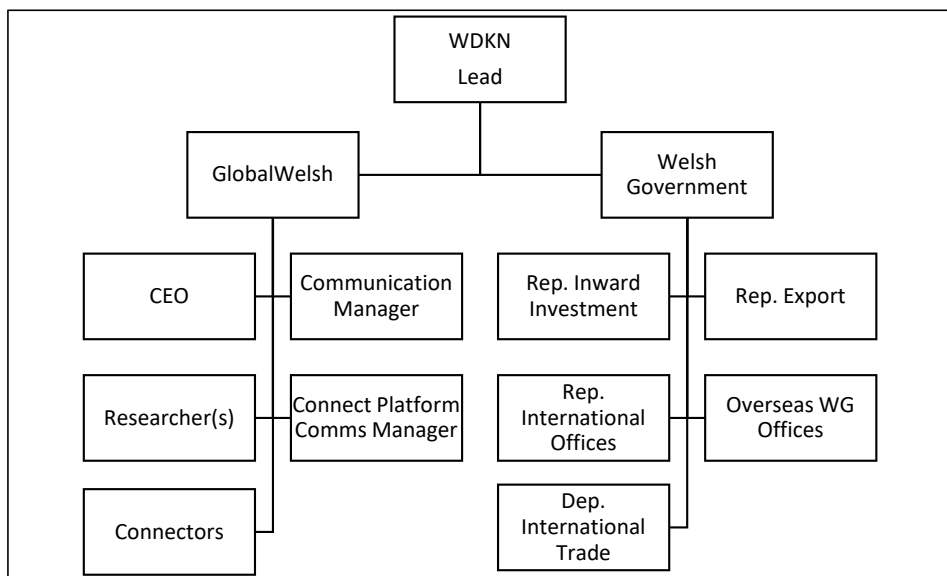 WDKN
Lead
GlobalWelsh
Welsh
Government
CEO
Communication
Manager
Rep. Inward
Investment
Rep. Export
Researcher(s)
Connect Platform
Comms Manager
Rep.
International
Offices
Overseas WG
Offices
Connectors
Dep.
International
Trade